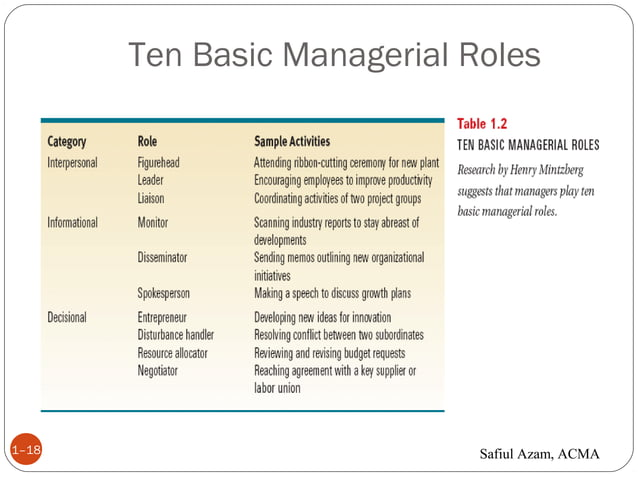 Ten Basic Managerial Roles
Category Role Sample Activities
Interpersonal Figurehead Attending ribbon-cutting ceremony for new plant
Leader Encouraging employees to improve productivity
Liaison Coordinating activities of two project groups
Informational Monitor Scanning industry reports to stay abreast of
developments
Disseminator Sending memos outlining new organizational
initiatives
Spokesperson Making a speech to discuss growth plans
Decisional Entrepreneur Developing new ideas for innovation
Disturbance handler Resolving conflict between two subordinates
Resource allocator Reviewing and revising budget requests
Negotiator Reaching agreement with a key supplier or
labor union
Table 1.2
TEN BASIC MANAGERIAL ROLES
Research by Henry Mintzberg
suggests that managers play ten
basic managerial roles.
1–18
Safiul Azam, ACMA